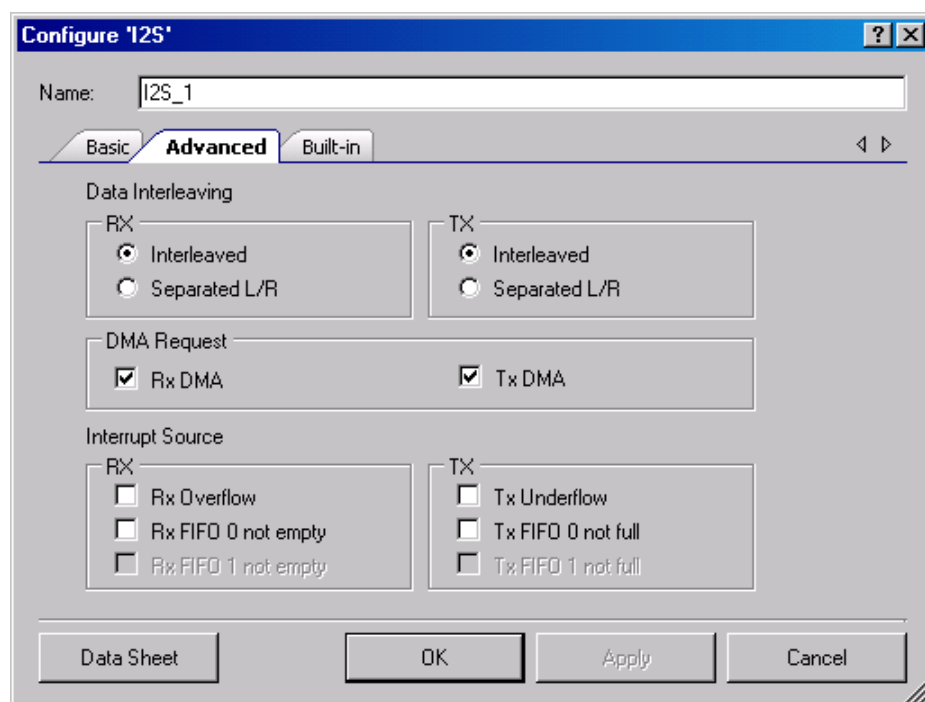 Configure 'I2S'
Name: I2S_1
Basic Advanced Built-in
Data Interleaving
RX TX
Interleaved Interleaved
Separated L/R Separated L/R
DMA Request
Rx DMA Tx DMA
Interrupt Source
RX TX
Rx Overflow Tx Underflow
Rx FIFO 0 not empty Tx FIFO 0 not full
Rx FIFO 1 not empty Tx FIFO 1 not full
Data Sheet OK Apply Cancel